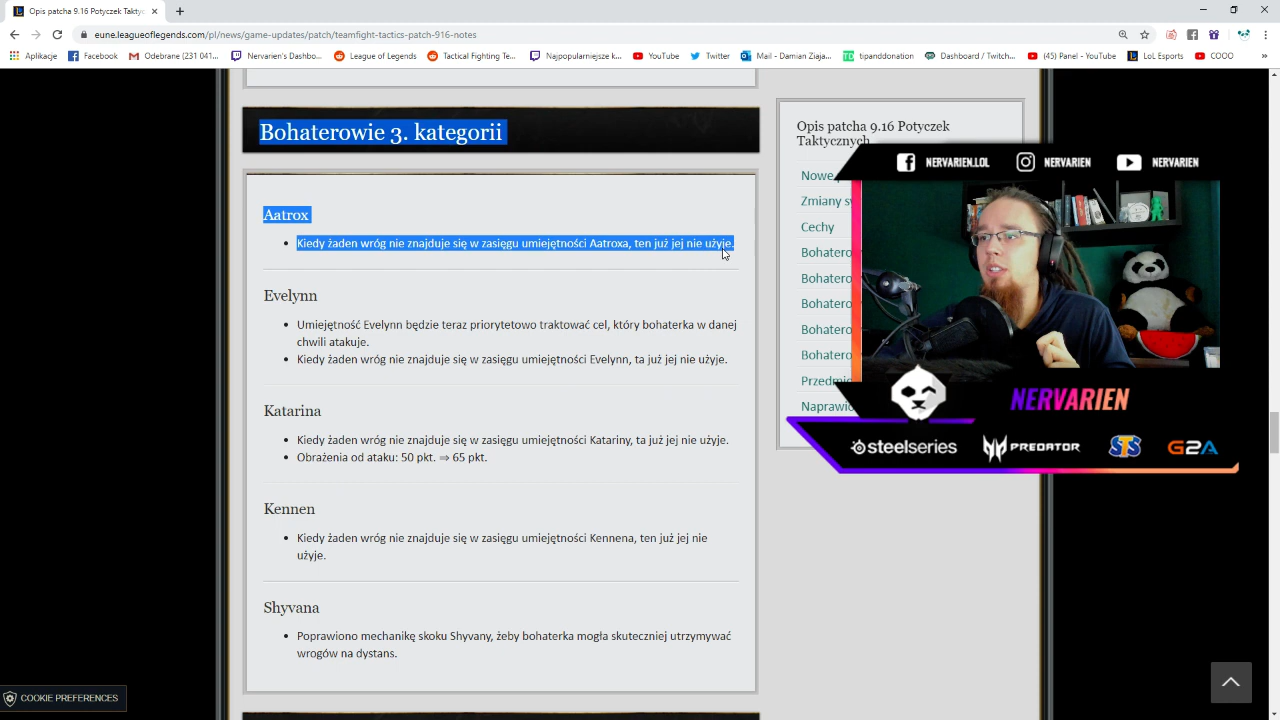 Opis patcha 9.16 Potyczek Taktyc
eune.leagueoflegends.com/pl/news/game-updates/patch/teamfight-tactics-patch-916-notes
Aplikacje
Facebook
Odebrane (231 041...
Nervarien's Dashbo...
League of Legends
Tactical Fighting Te...
Najpopularniejsze k...
YouTube
Twitter
Mail - Damian Ziaja...
tipanddonation
Dashboard / Twitch...
(45) Panel - YouTube
LoL Esports
COOO
»
Bohaterowie 3. kategorii
Aatrox
• Kiedy żaden wróg nie znajduje się w zasięgu umiejętności Aatroxa, ten już jej nie użyje.
Evelynn
• Umiejętność Evelynn będzie teraz priorytetowo traktować cel, który bohaterka w danej
chwili atakuje.
• Kiedy żaden wróg nie znajduje się w zasięgu umiejętności Evelynn, ta już jej nie użyje.
Katarina
• Kiedy żaden wróg nie znajduje się w zasięgu umiejętności Katariny, ta już jej nie użyje.
• Obrażenia od ataku: 50 pkt. ⇒ 65 pkt.
Kennen
• Kiedy żaden wróg nie znajduje się w zasięgu umiejętności Kennena, ten już jej nie
użyje.
Shyvana
• Poprawiono mechanikę skoku Shyvany, żeby bohaterka mogła skuteczniej utrzymywać
wrogów na dystans.
COOKIE PREFERENCES
Opis patcha 9.16 Potyczek
Taktycznych
Nowe
Zmiany s
Cechy
Bohatero
Bohatero
Bohatero
Bohatero
Bohatero
Przedmio
Naprawio
NERVARIEN.LOL
NERVARIEN
NERVARIEN
NERVARIEN
steelseries
PREDATOR
STS
G2A